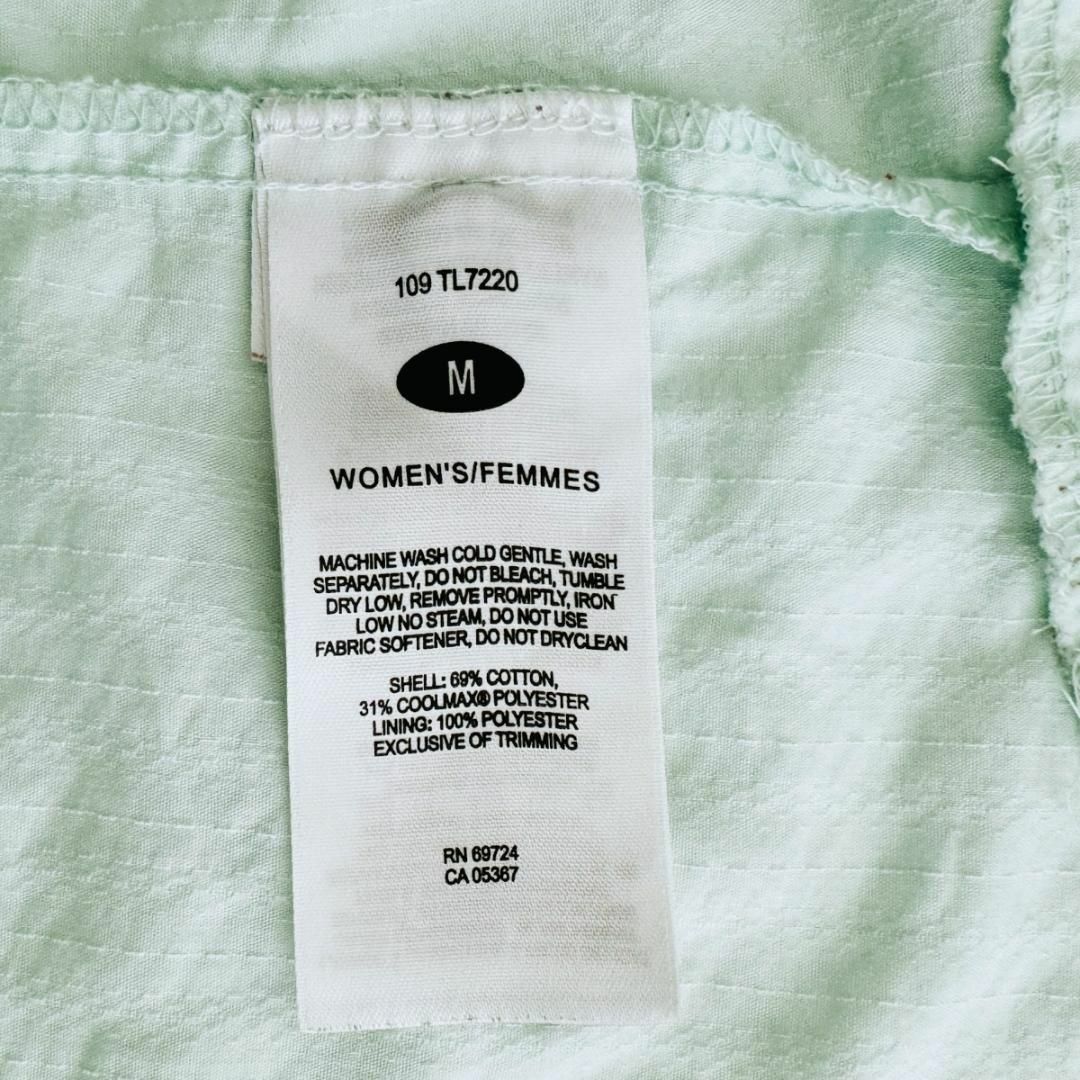 109 TL7220
M
WOMEN'S/FEMMES
MACHINE WASH COLD GENTLE, WASH
SEPARATELY, DO NOT BLEACH, TUMBLE
DRY LOW, REMOVE PROMPTLY, IRON
LOW NO STEAM, DO NOT USE
FABRIC SOFTENER, DO NOT DRYCLEAN
SHELL: 69% COTTON,
31% COOLMAX® POLYESTER
LINING: 100% POLYESTER
EXCLUSIVE OF TRIMMING
RN 69724
CA 05367